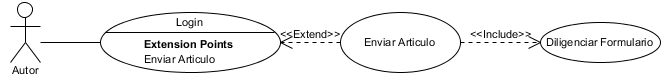 Login
Extension Points
Enviar Articulo
<<Extend>>
Enviar Articulo
<<Include>>
Diligenciar Formulario
Autor